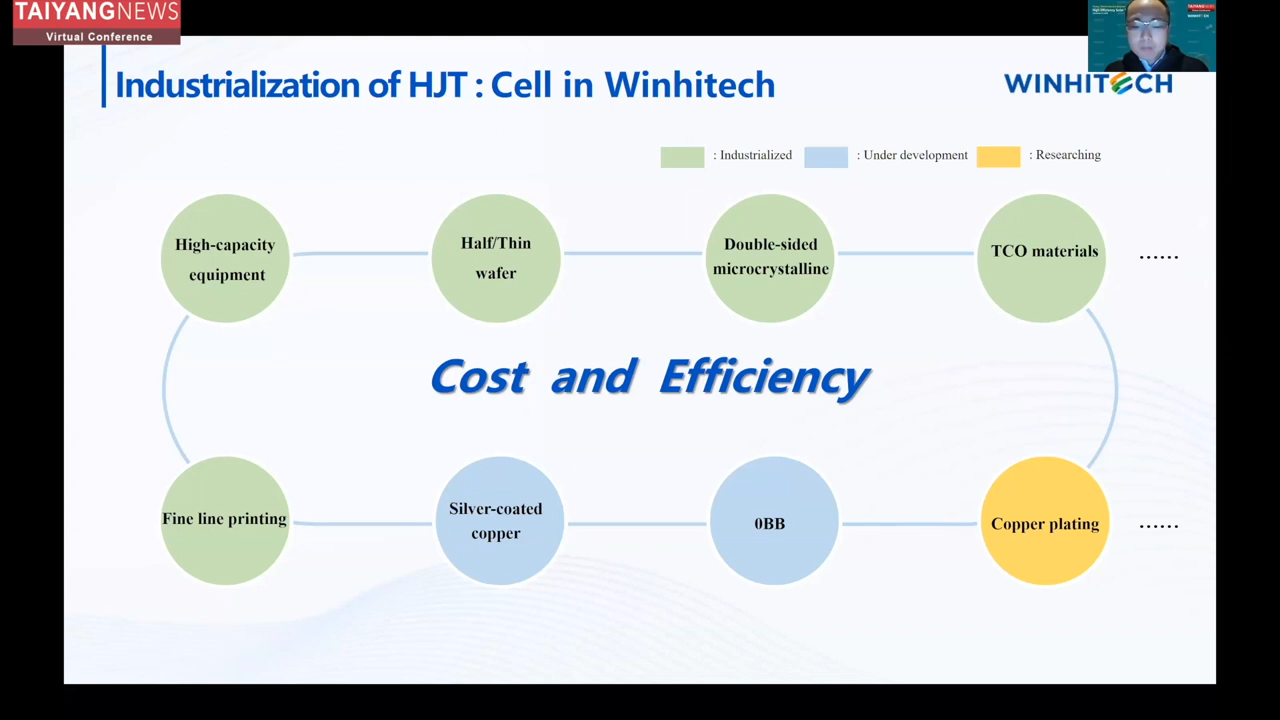 TAIYANGNEWS
Virtual Conference
Industrialization of HJT : Cell in Winhitech
WINHITECH
: Industrialized
: Under development
: Researching
High-capacity
equipment
Half/Thin
wafer
Double-sided
microcrystalline
TCO materials
......
Cost and Efficiency
Fine line printing
Silver-coated
copper
0BB
Copper plating
......